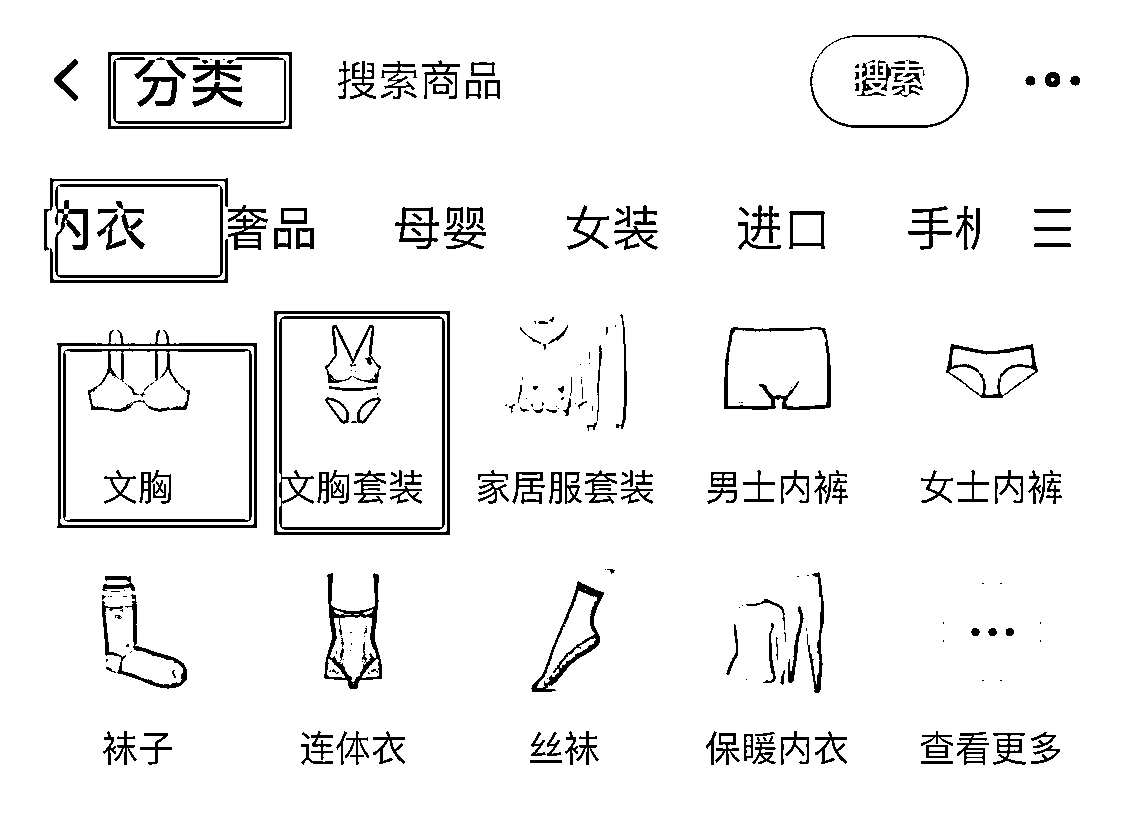 分类 搜索商品 搜索
内衣 奢品 母婴 女装 进口 手机
文胸 文胸套装 家居服套装 男士内裤 女士内裤
袜子 连体衣 丝袜 保暖内衣 查看更多